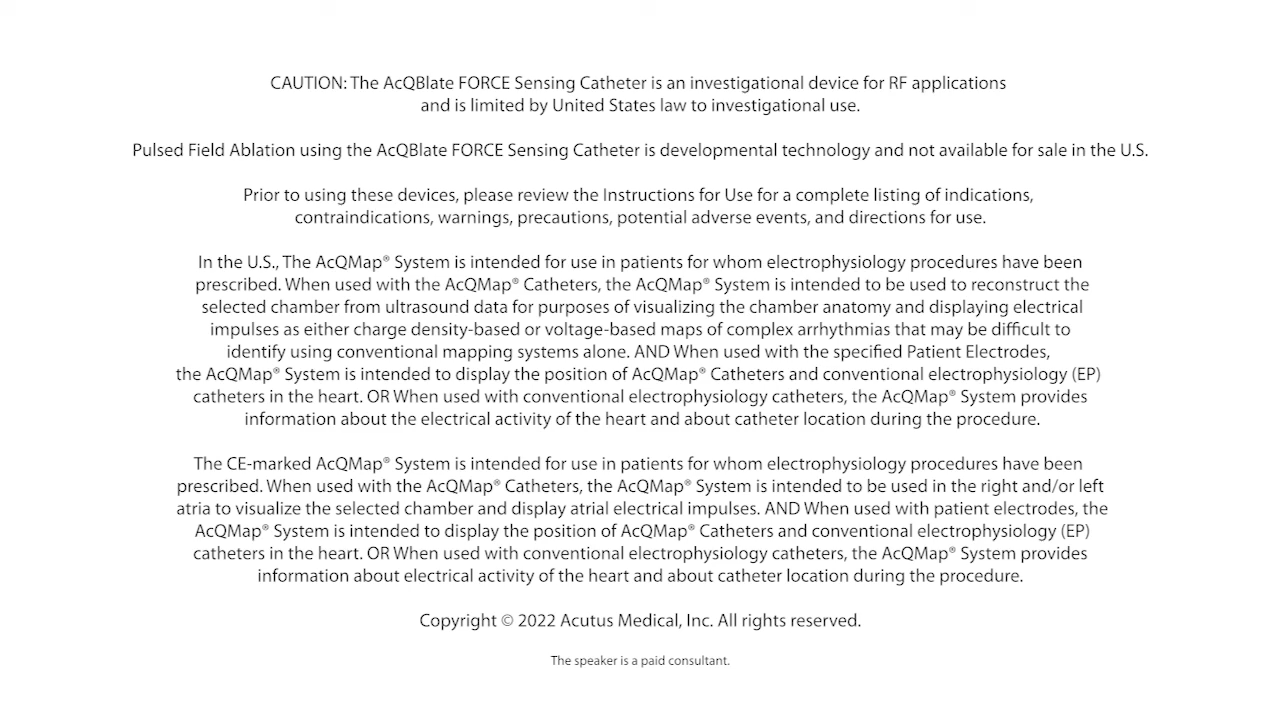 CAUTION: The AcQBlate FORCE Sensing Catheter is an investigational device for RF applications
and is limited by United States law to investigational use.
Pulsed Field Ablation using the AcQBlate FORCE Sensing Catheter is developmental technology and not available for sale in the U.S.
Prior to using these devices, please review the Instructions for Use for a complete listing of indications,
contraindications, warnings, precautions, potential adverse events, and directions for use.
In the U.S., The AcQMap® System is intended for use in patients for whom electrophysiology procedures have been
prescribed. When used with the AcQMap® Catheters, the AcQMap® System is intended to be used to reconstruct the
selected chamber from ultrasound data for purposes of visualizing the chamber anatomy and displaying electrical
impulses as either charge density-based or voltage-based maps of complex arrhythmias that may be difficult to
identify using conventional mapping systems alone. AND When used with the specified Patient Electrodes,
the AcQMap® System is intended to display the position of AcQMap® Catheters and conventional electrophysiology (EP)
catheters in the heart. OR When used with conventional electrophysiology catheters, the AcQMap® System provides
information about the electrical activity of the heart and about catheter location during the procedure.
The CE-marked AcQMap® System is intended for use in patients for whom electrophysiology procedures have been
prescribed. When used with the AcQMap® Catheters, the AcQMap® System is intended to be used in the right and/or left
atria to visualize the selected chamber and display atrial electrical impulses. AND When used with patient electrodes, the
AcQMap® System is intended to display the position of AcQMap® Catheters and conventional electrophysiology (EP)
catheters in the heart. OR When used with conventional electrophysiology catheters, the AcQMap® System provides
information about electrical activity of the heart and about catheter location during the procedure.
Copyright © 2022 Acutus Medical, Inc. All rights reserved.
The speaker is a paid consultant.